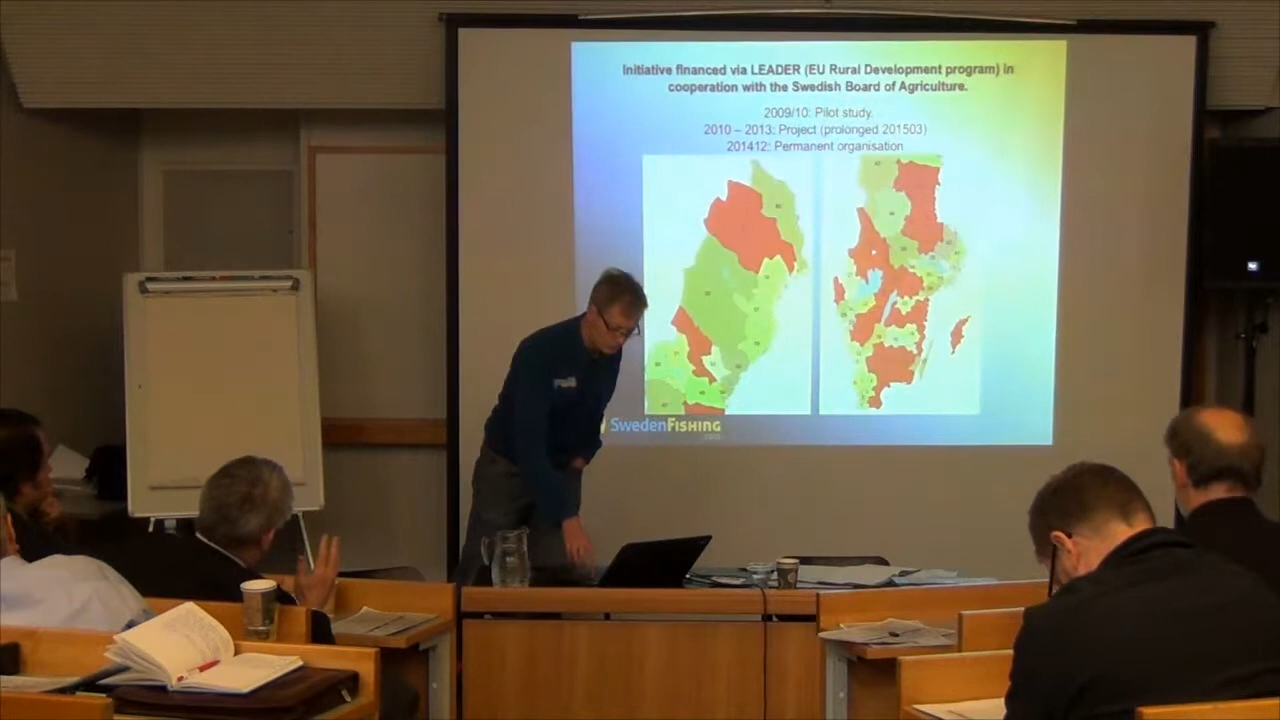 Initiative financed via LEADER (EU Rural Development program) in
cooperation with the Swedish Board of Agriculture.
2009/10: Pilot study.
2010 – 2013: Project (prolonged 201503)
201412: Permanent organisation
SwedenFishing